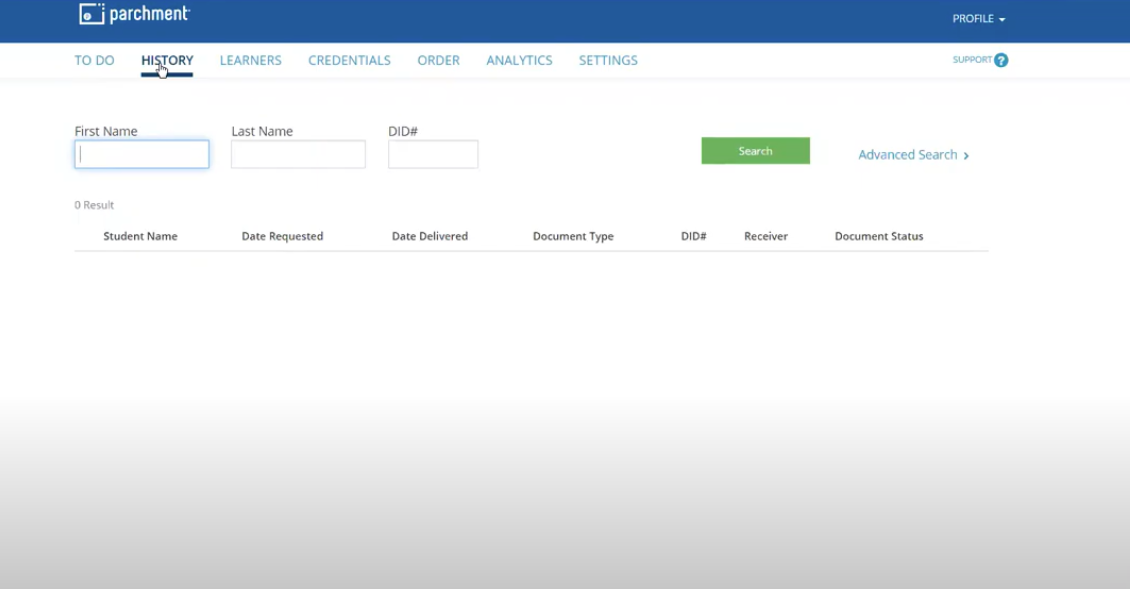 parchment
PROFILE
TO DO HISTORY LEARNERS CREDENTIALS ORDER ANALYTICS SETTINGS SUPPORT ?
First Name Last Name DID#
Search Advanced Search >
0 Result
Student Name Date Requested Date Delivered Document Type DID# Receiver Document Status